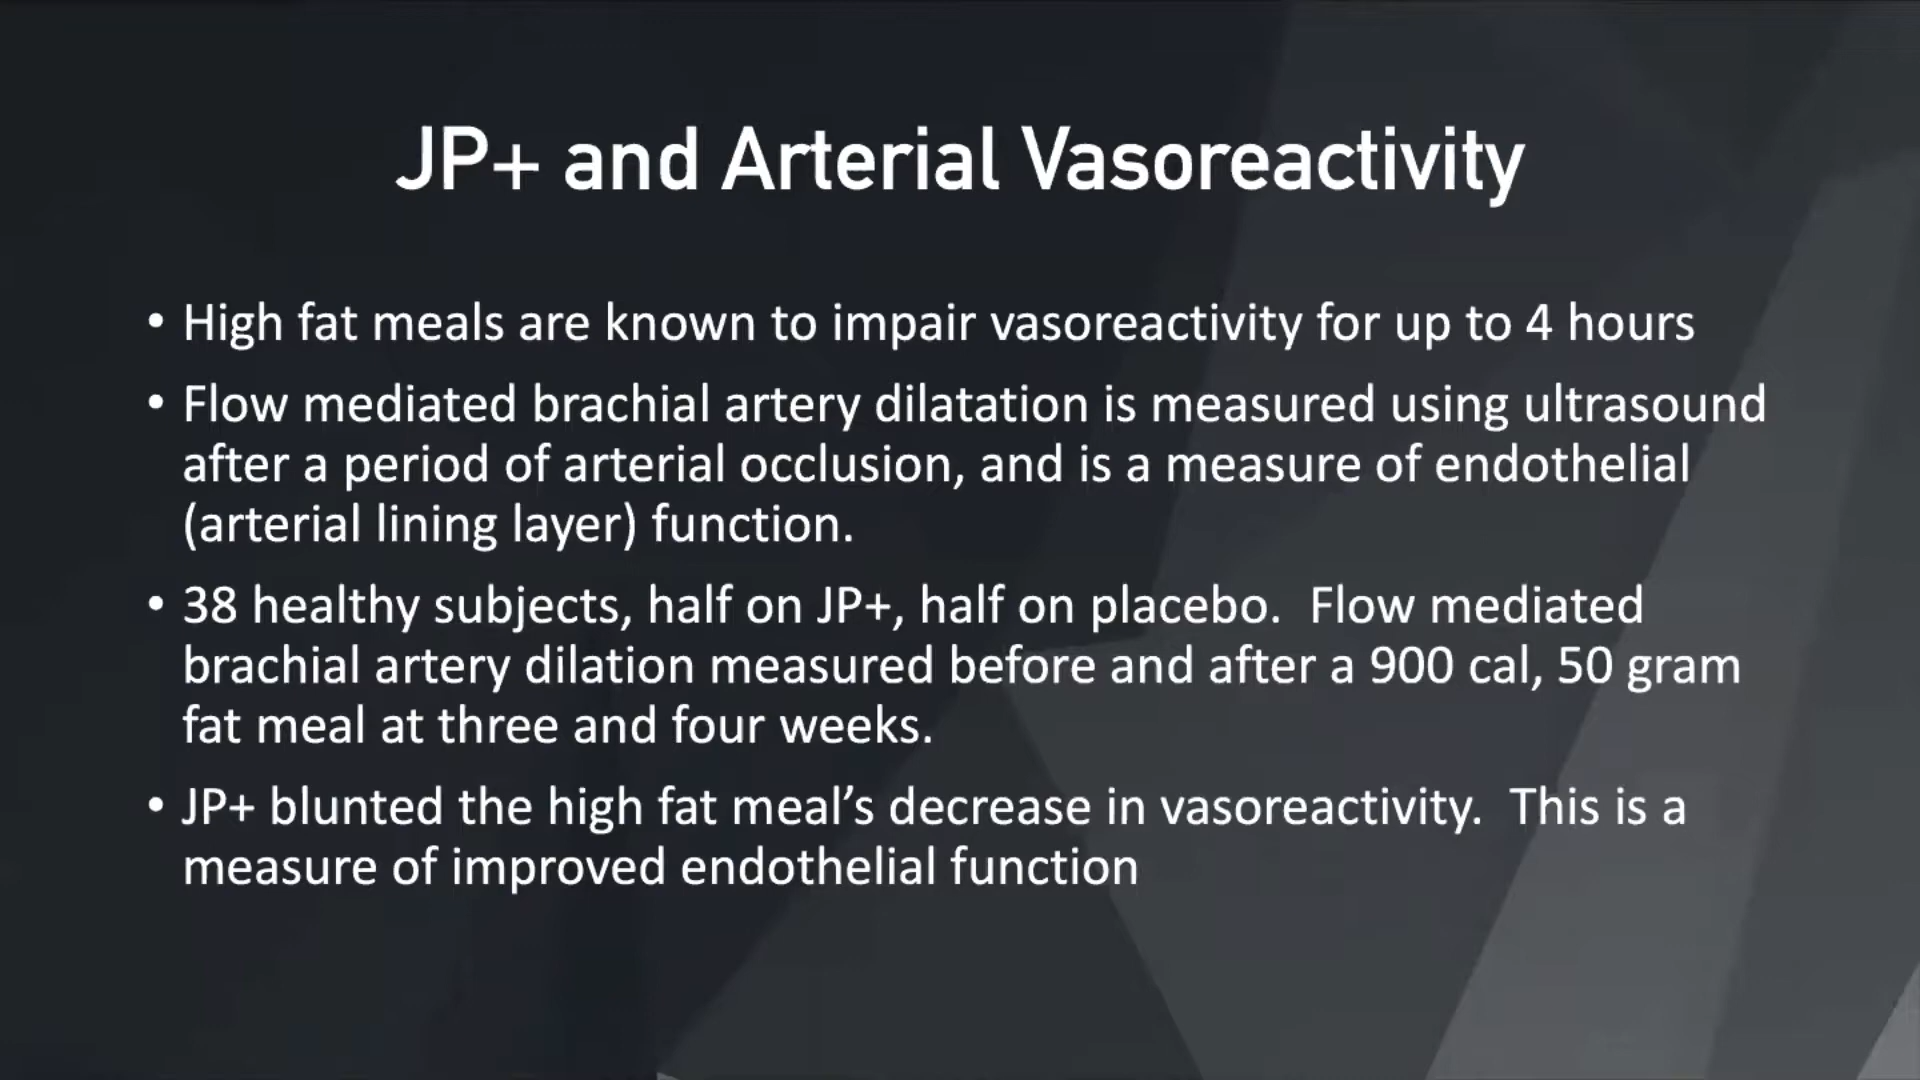 JP+ and Arterial Vasoreactivity
• High fat meals are known to impair vasoreactivity for up to 4 hours
• Flow mediated brachial artery dilatation is measured using ultrasound
after a period of arterial occlusion, and is a measure of endothelial
(arterial lining layer) function.
• 38 healthy subjects, half on JP+, half on placebo.  Flow mediated
brachial artery dilation measured before and after a 900 cal, 50 gram
fat meal at three and four weeks.
• JP+ blunted the high fat meal’s decrease in vasoreactivity.  This is a
measure of improved endothelial function